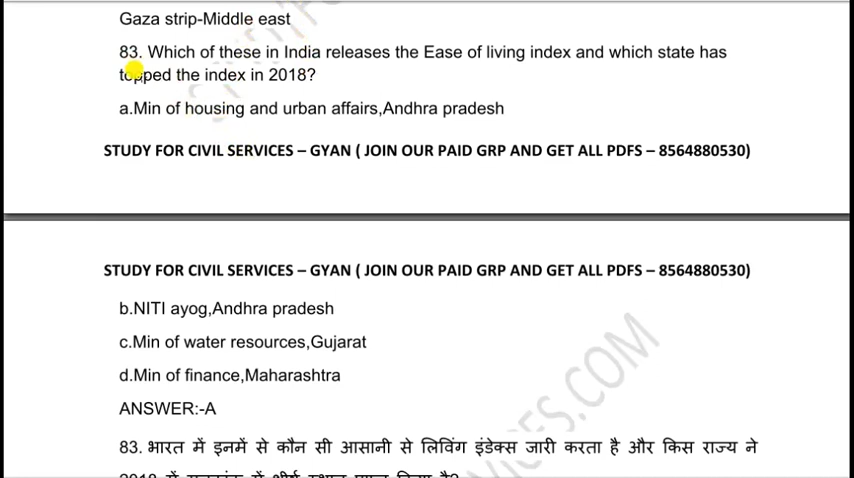 Gaza strip-Middle east
83. Which of these in India releases the Ease of living index and which state has
topped the index in 2018?
a.Min of housing and urban affairs,Andhra pradesh
STUDY FOR CIVIL SERVICES – GYAN ( JOIN OUR PAID GRP AND GET ALL PDFS – 8564880530)
STUDY FOR CIVIL SERVICES – GYAN ( JOIN OUR PAID GRP AND GET ALL PDFS – 8564880530)
b.NITI ayog,Andhra pradesh
c.Min of water resources,Gujarat
d.Min of finance,Maharashtra
ANSWER:-A
83. भारत में इनमें से कौन सी आसानी से लिविंग इंडेक्स जारी करता है और किस राज्य ने